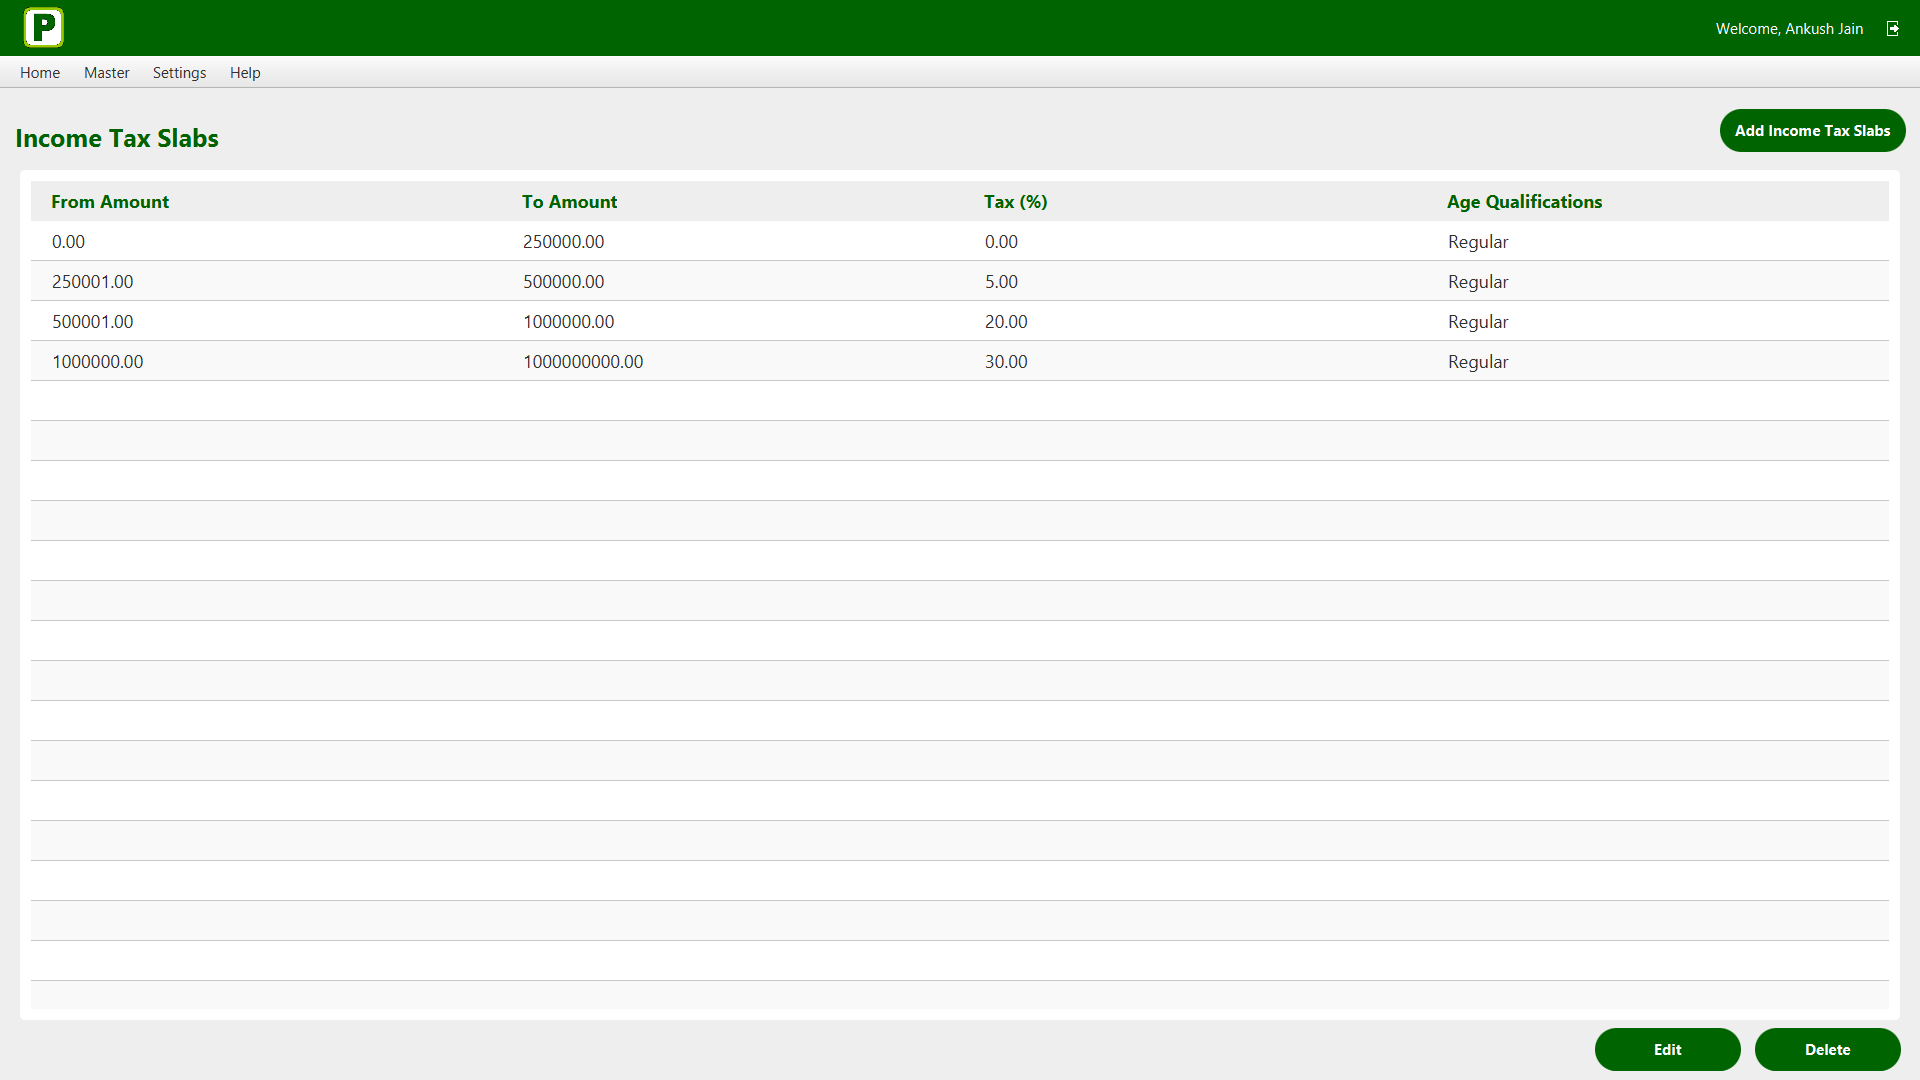 P
Welcome, Ankush Jain
Home Master Settings Help
Income Tax Slabs
Add Income Tax Slabs
From Amount To Amount Tax (%) Age Qualifications
0.00 250000.00 0.00 Regular
250001.00 500000.00 5.00 Regular
500001.00 1000000.00 20.00 Regular
1000000.00 1000000000.00 30.00 Regular
Edit Delete